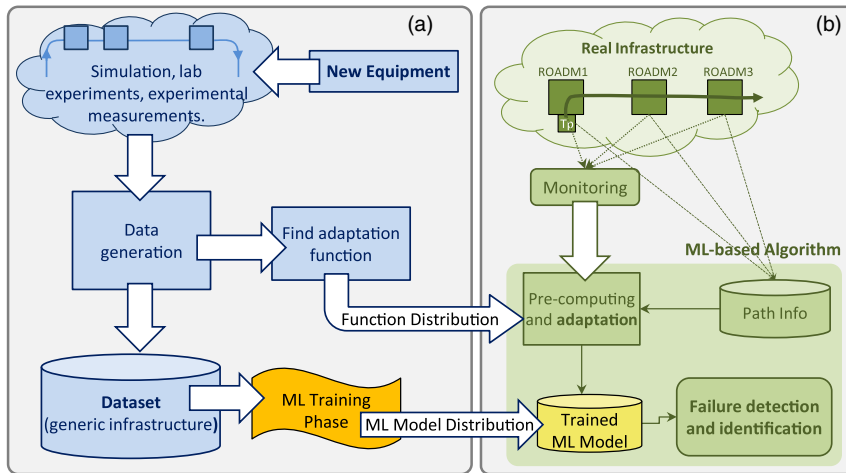 (a)
Simulation, lab
experiments, experimental
measurements.
New Equipment
Data
generation
Find adaptation
function
Function Distribution
Dataset
(generic infrastructure)
ML Training
Phase
ML Model Distribution
(b)
Real Infrastructure
ROADM1 ROADM2 ROADM3
Tp
Monitoring
ML-based Algorithm
Pre-computing
and adaptation
Path Info
Trained
ML Model
Failure detection
and identification